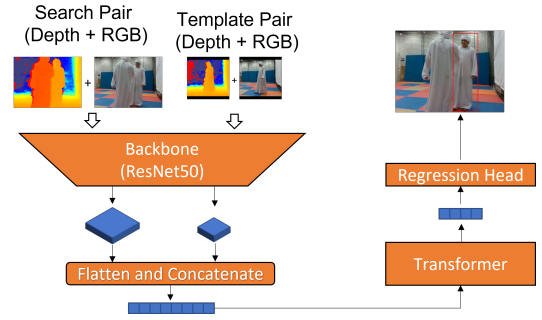 Search Pair
(Depth + RGB)
Template Pair
(Depth + RGB)
+
+
Backbone
(ResNet50)
Flatten and Concatenate
Regression Head
Transformer